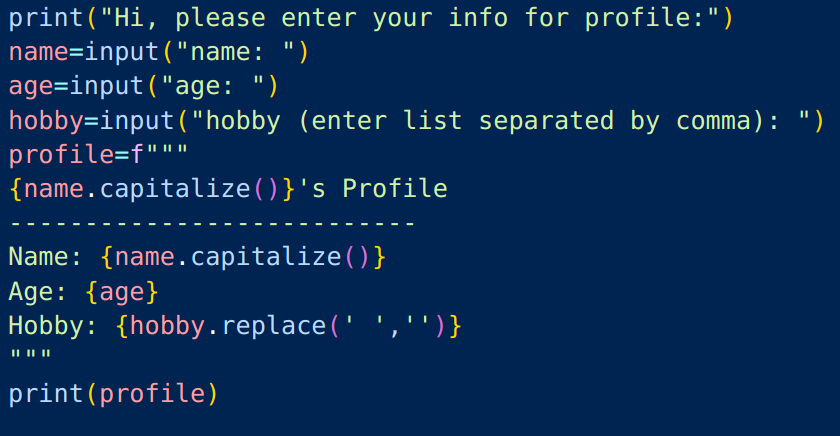 print("Hi, please enter your info for profile:")
name=input("name: ")
age=input("age: ")
hobby=input("hobby (enter list separated by comma): ")
profile=f"""
{name.capitalize()}'s Profile
---------------------------
Name: {name.capitalize()}
Age: {age}
Hobby: {hobby.replace(' ','')}
"""
print(profile)